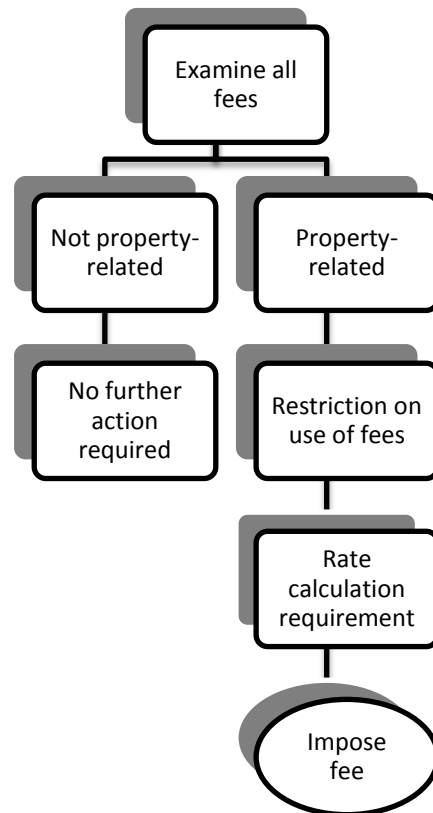 Examine all
fees
Not property-
related
Property-
related
No further
action
required
Restriction on
use of fees
Rate
calculation
requirement
Impose
fee